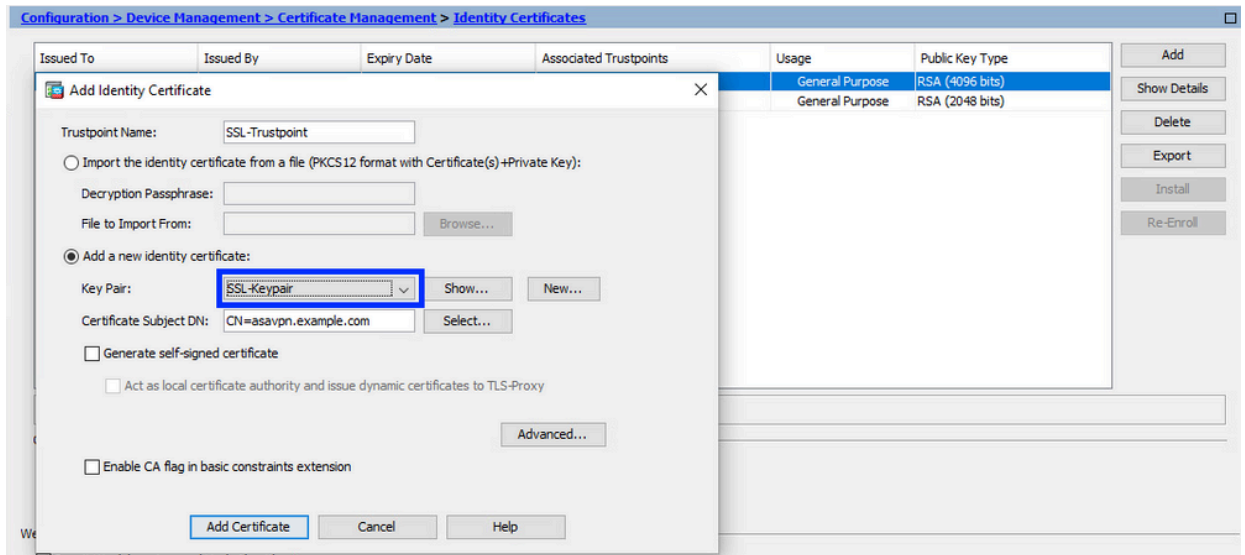 Configuration > Device Management > Certificate Management > Identity Certificates
Issued To Issued By Expiry Date Associated Trustpoints Usage Public Key Type
Add
General Purpose RSA (4096 bits)
Show Details
General Purpose RSA (2048 bits)
Delete
Export
Install
Re-Enroll
Add Identity Certificate
Trustpoint Name: SSL-Trustpoint
Import the identity certificate from a file (PKCS12 format with Certificate(s)+Private Key):
Decryption Passphrase:
File to Import From: Browse...
Add a new identity certificate:
Key Pair: SSL-Keypair Show... New...
Certificate Subject DN: CN=asavpn.example.com Select...
Generate self-signed certificate
Act as local certificate authority and issue dynamic certificates to TLS-Proxy
Advanced...
Enable CA flag in basic constraints extension
Add Certificate Cancel Help